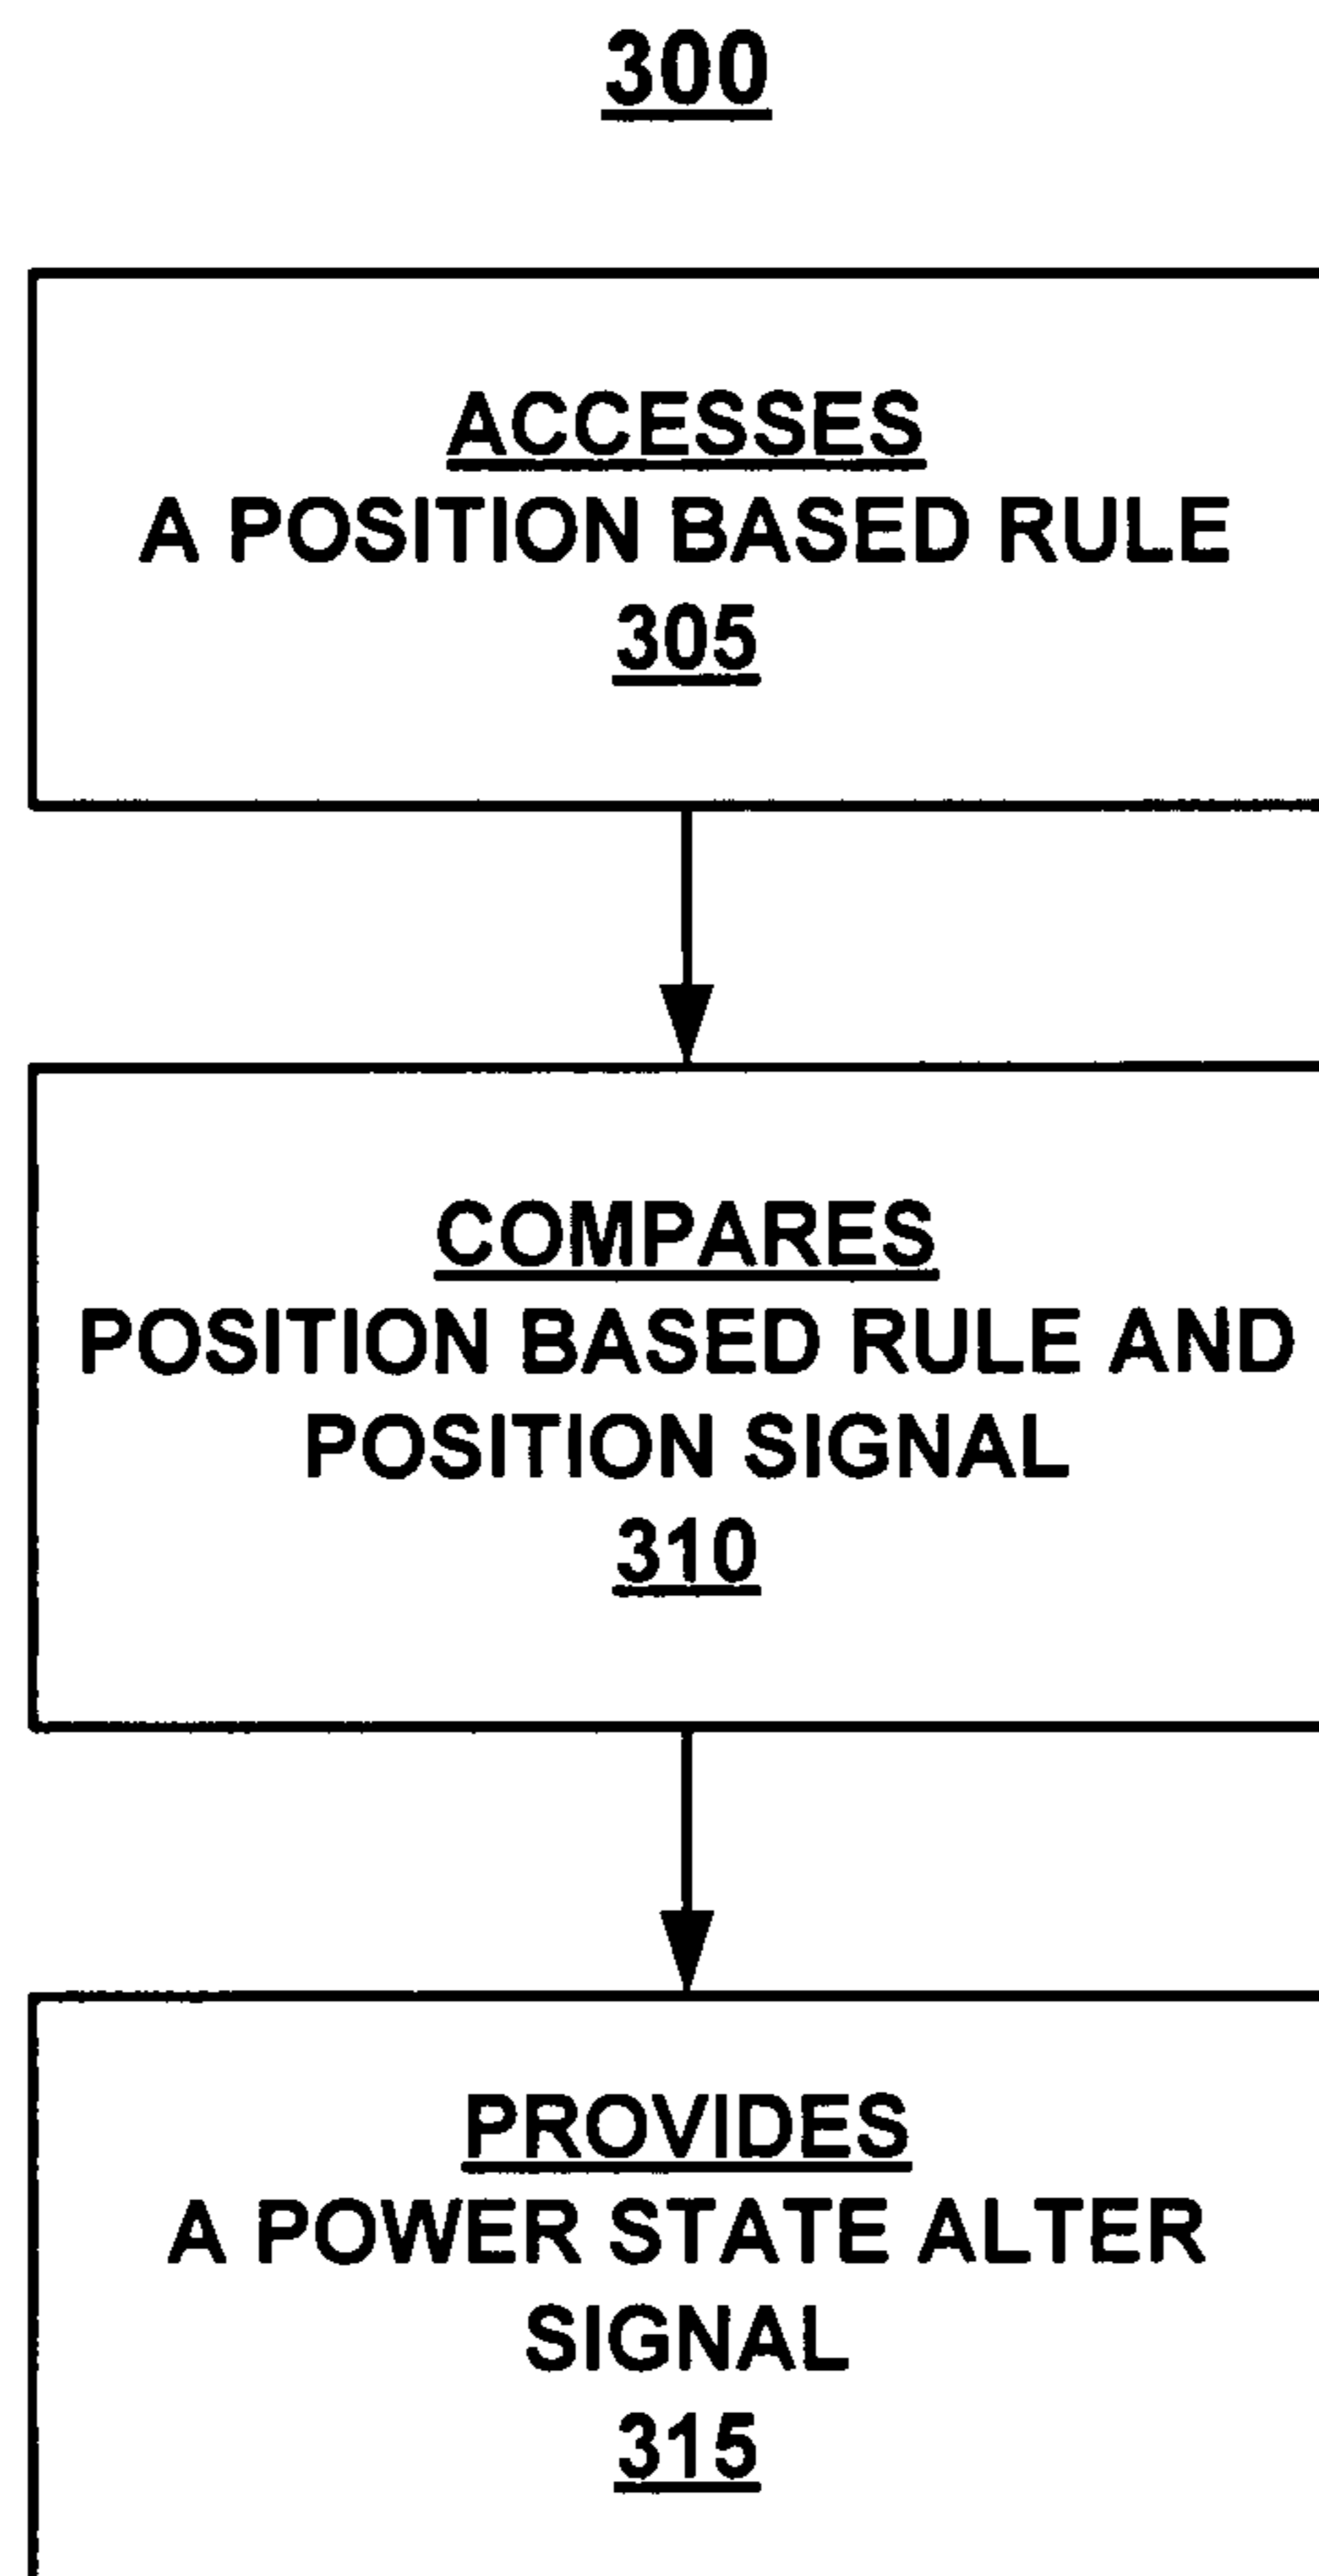 300
ACCESSES
A POSITION BASED RULE
305
COMPARES
POSITION BASED RULE AND
POSITION SIGNAL
310
PROVIDES
A POWER STATE ALTER
SIGNAL
315